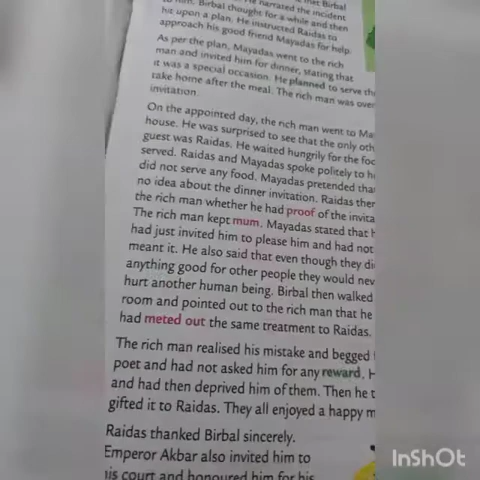 met Birbal
He narrated the incident
to him. Birbal thought for a while and then
hit upon a plan. He instructed Raidas to
approach his good friend Mayadas for help.
As per the plan, Mayadas went to the rich
man and invited him for dinner, stating that
it was a special occasion. He planned to serve th
take home after the meal. The rich man was over
invitation.
On the appointed day, the rich man went to Ma
house. He was surprised to see that the only oth
guest was Raidas. He waited hungrily for the foo
served. Raidas and Mayadas spoke politely to h
did not serve any food. Mayadas pretended tha
no idea about the dinner invitation. Raidas then
the rich man whether he had proof of the invita
The rich man kept mum. Mayadas stated that h
had just invited him to please him and had not
meant it. He also said that even though they di
anything good for other people they would nev
hurt another human being. Birbal then walked
room and pointed out to the rich man that he
had meted out the same treatment to Raidas.
The rich man realised his mistake and begged
poet and had not asked him for any reward. H
and had then deprived him of them. Then he t
gifted it to Raidas. They all enjoyed a happy m
Raidas thanked Birbal sincerely.
Emperor Akbar also invited him to
his court and honoured him for his
InShOt